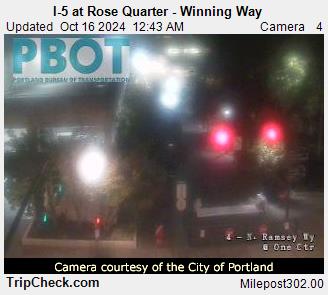 I-5 at Rose Quarter - Winning Way
Updated Oct 16 2024 12:43 AM Camera 4
PBOT
PORTLAND BUREAU OF TRANSPORTATION
4 - N. Ramsey Wy
@ One Ctr
Camera courtesy of the City of Portland
TripCheck.com Milepost302.00